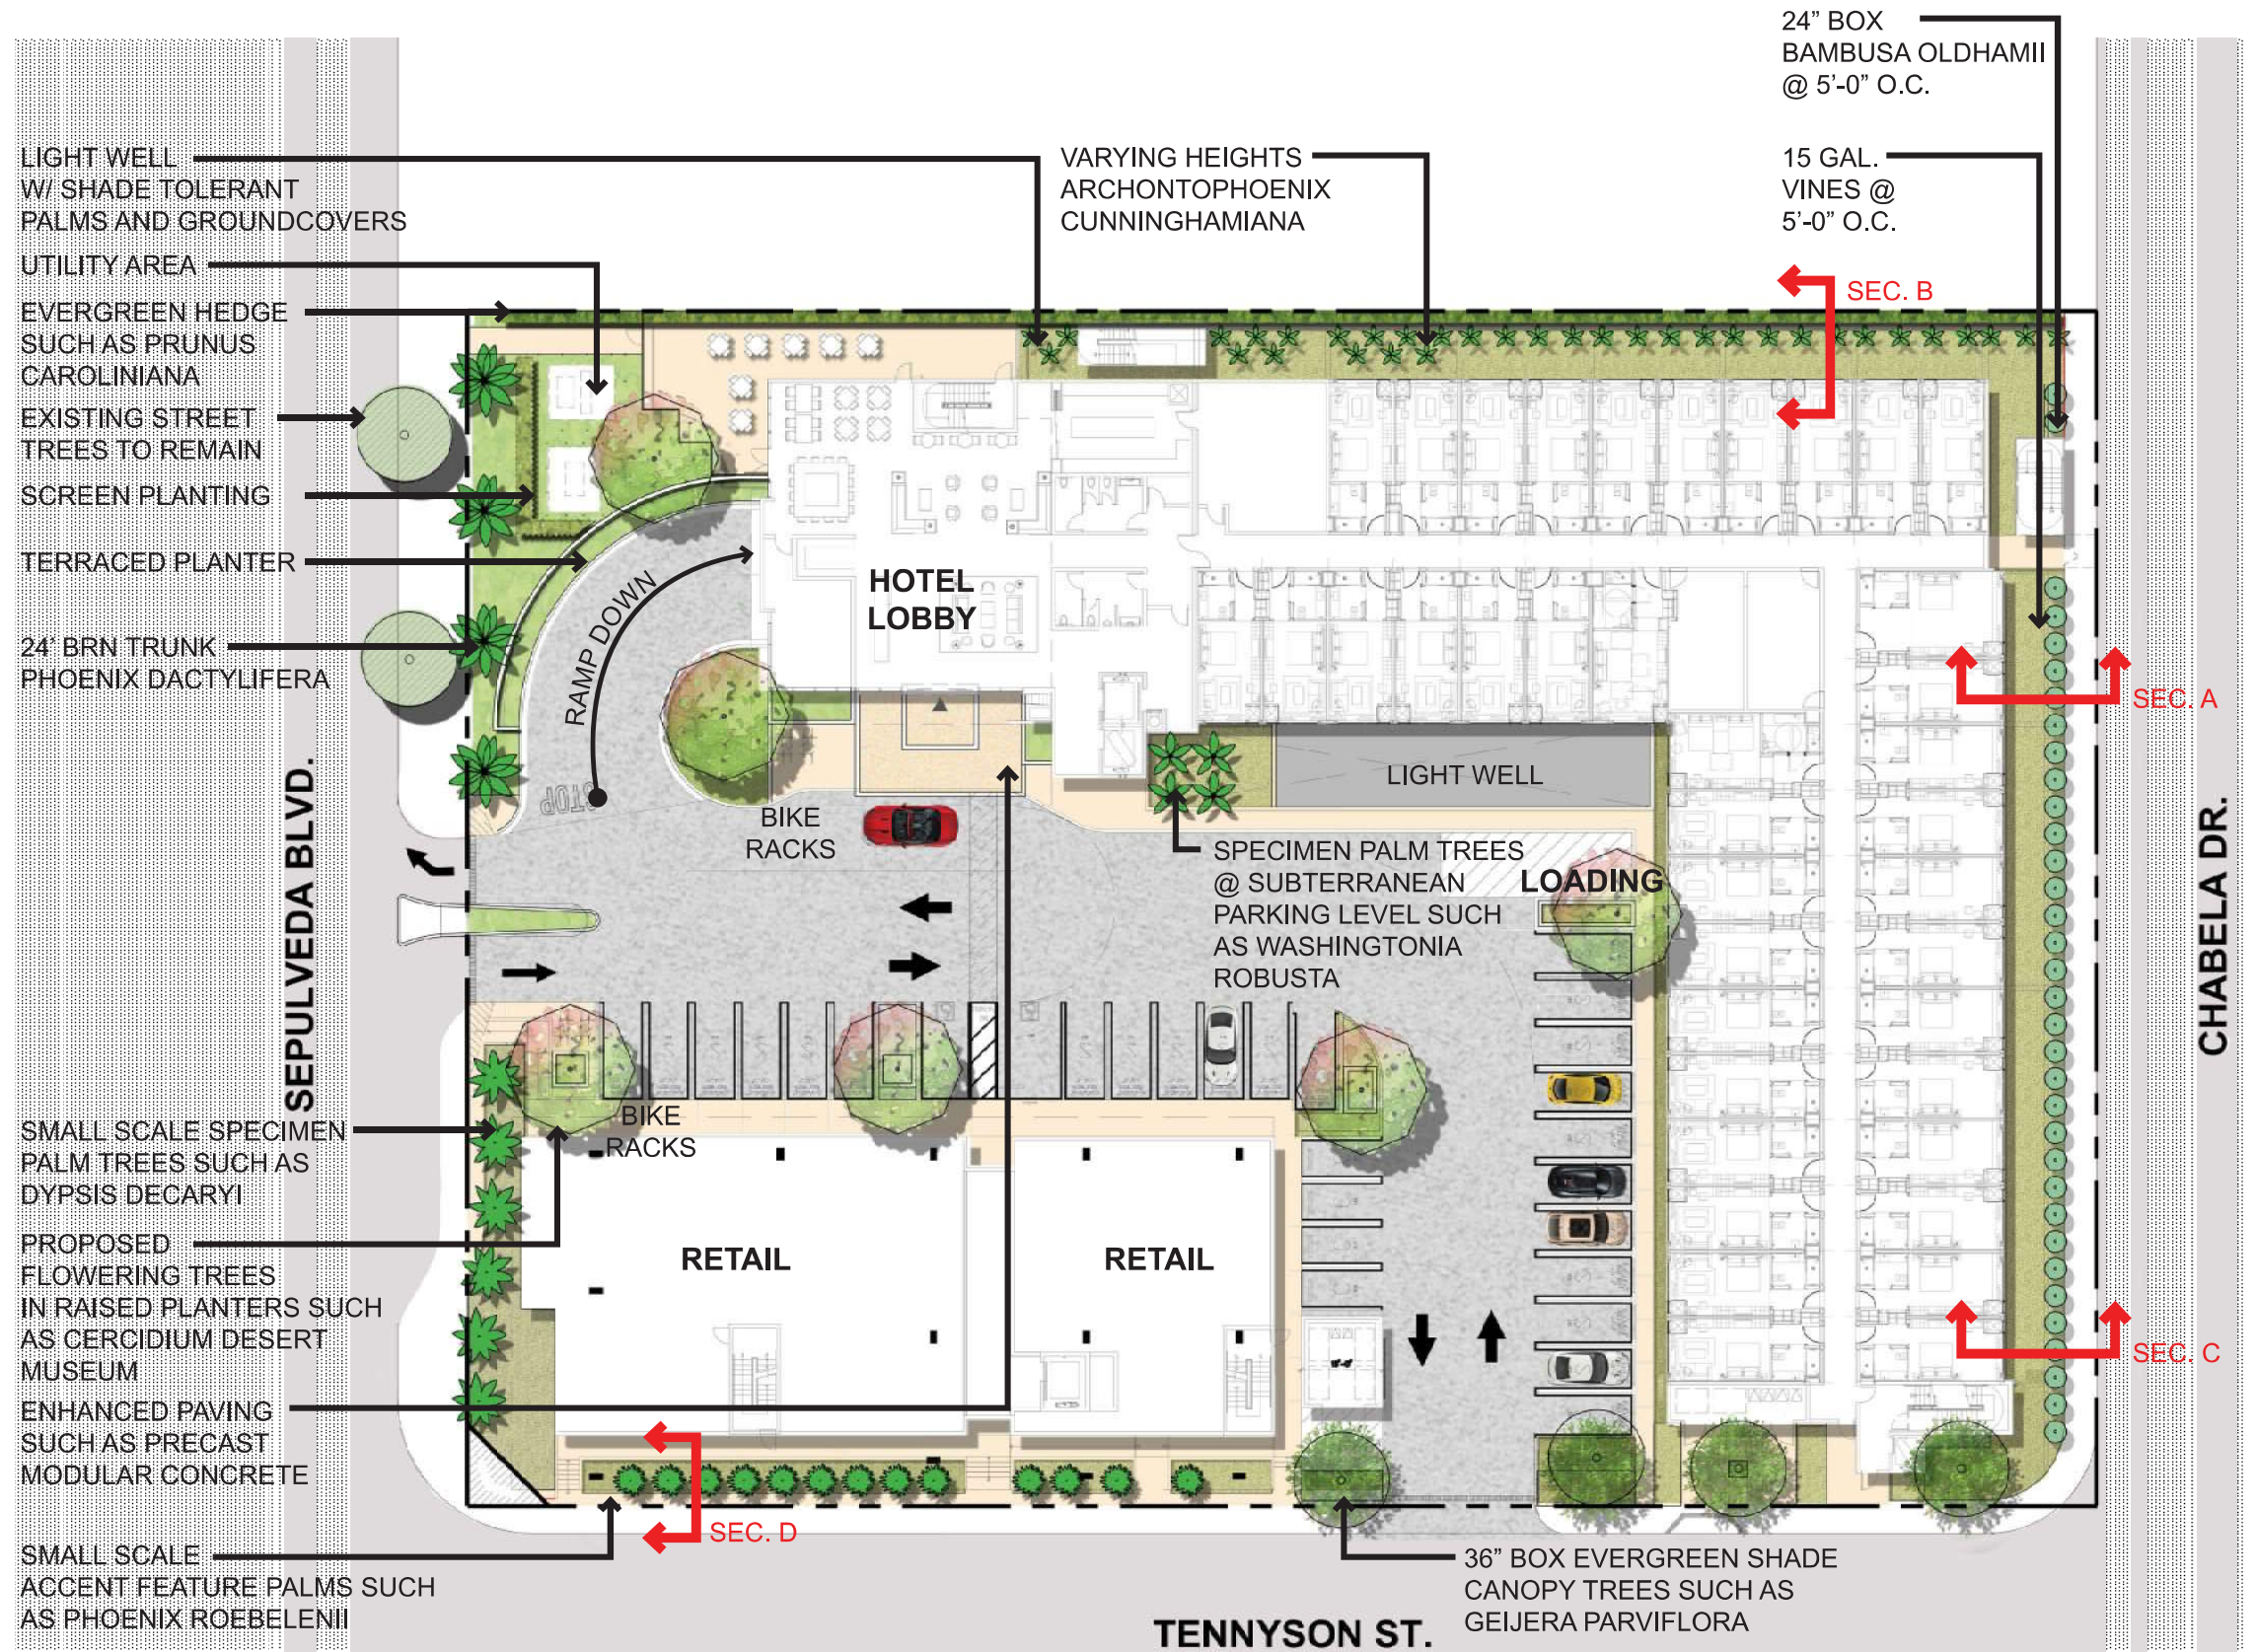 24” BOX
BAMBUSA OLDHAMII
@ 5’-0” O.C.
LIGHT WELL
W/ SHADE TOLERANT
PALMS AND GROUNDCOVERS
VARYING HEIGHTS
ARCHONTOPHOENIX
CUNNINGHAMIANA
15 GAL.
VINES @
5’-0” O.C.
UTILITY AREA
SEC. B
EVERGREEN HEDGE
SUCH AS PRUNUS
CAROLINIANA
EXISTING STREET
TREES TO REMAIN
SCREEN PLANTING
TERRACED PLANTER
RAMP DOWN
HOTEL
LOBBY
24’ BRN TRUNK
PHOENIX DACTYLIFERA
SEC. A
STOP
LIGHT WELL
BIKE
RACKS
SPECIMEN PALM TREES
@ SUBTERRANEAN
PARKING LEVEL SUCH
AS WASHINGTONIA
ROBUSTA
LOADING
SEPULVEDA BLVD.
CHABELA DR.
BIKE
RACKS
SMALL SCALE SPECIMEN
PALM TREES SUCH AS
DYPSIS DECARYI
PROPOSED
FLOWERING TREES
IN RAISED PLANTERS SUCH
AS CERCIDIUM DESERT
MUSEUM
RETAIL
RETAIL
SEC. C
ENHANCED PAVING
SUCH AS PRECAST
MODULAR CONCRETE
SEC. D
SMALL SCALE
ACCENT FEATURE PALMS SUCH
AS PHOENIX ROEBELENII
36” BOX EVERGREEN SHADE
CANOPY TREES SUCH AS
GEIJERA PARVIFLORA
TENNYSON ST.